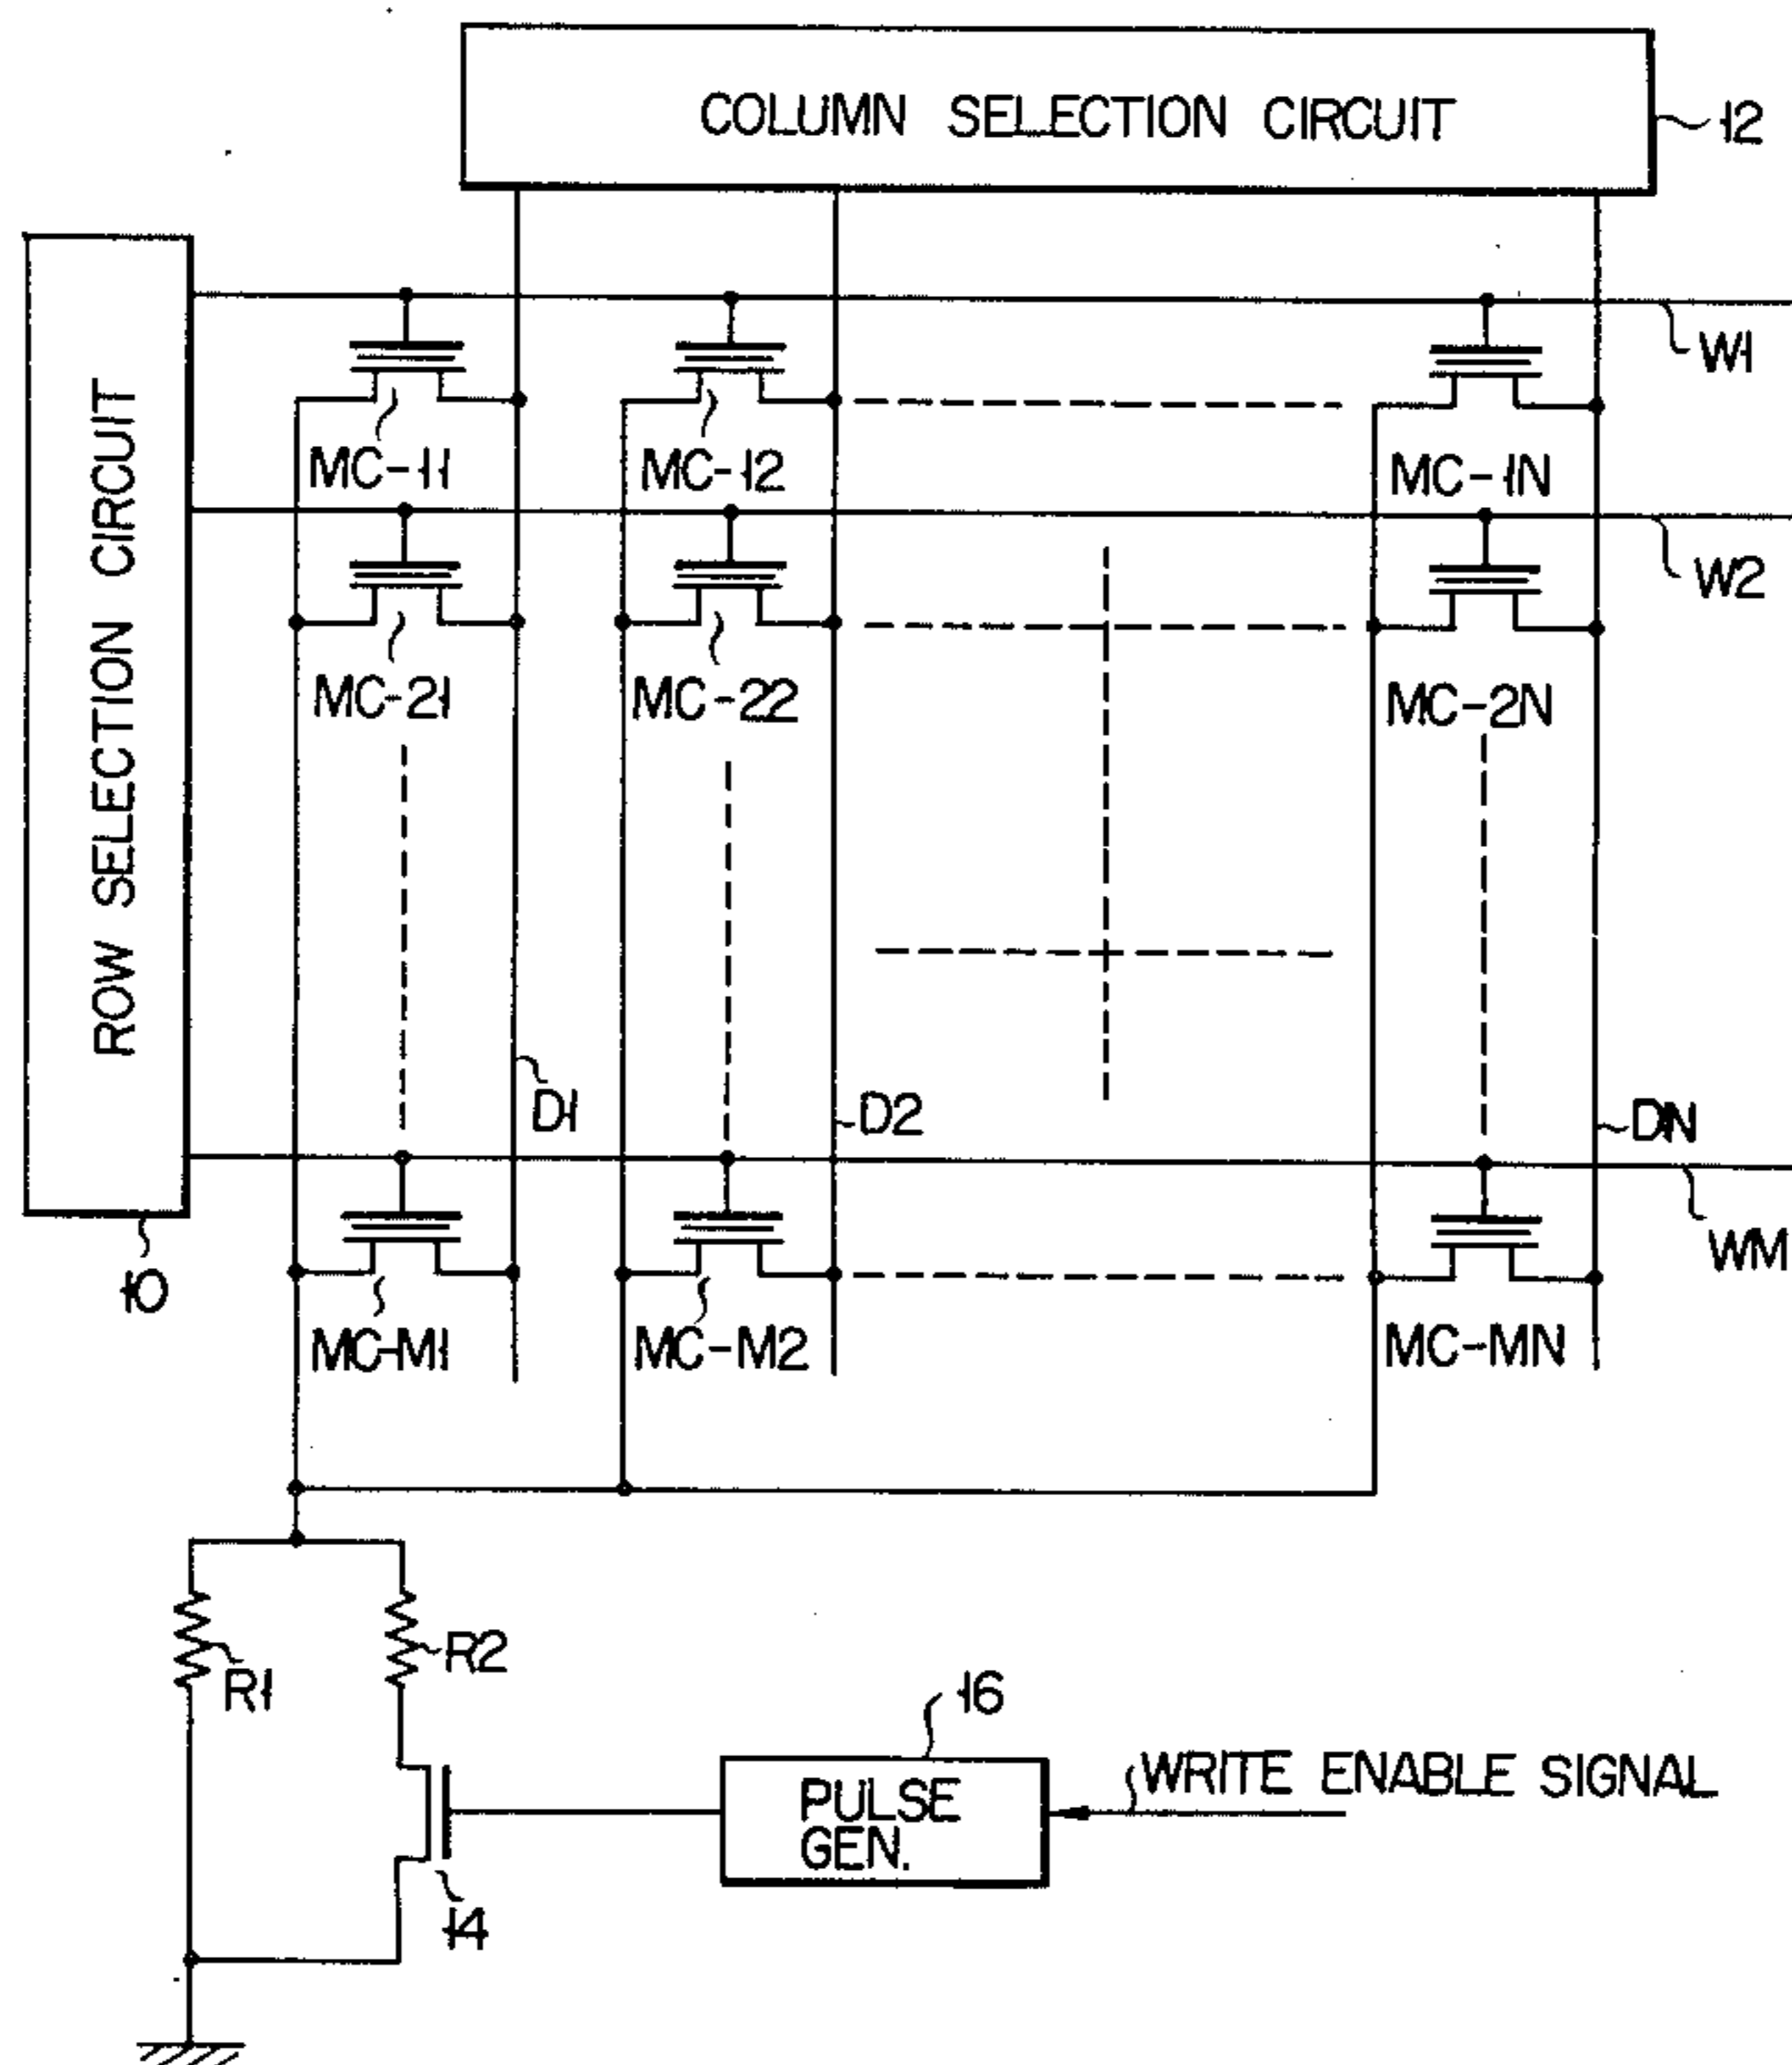 COLUMN SELECTION CIRCUIT
12
ROW SELECTION CIRCUIT
W1
MC-11
MC-12
MC-1N
W2
MC-21
MC-22
MC-2N
D1
D2
DN
WM
10
MC-M1
MC-M2
MC-MN
R1
R2
16
WRITE ENABLE SIGNAL
PULSE
GEN.
14